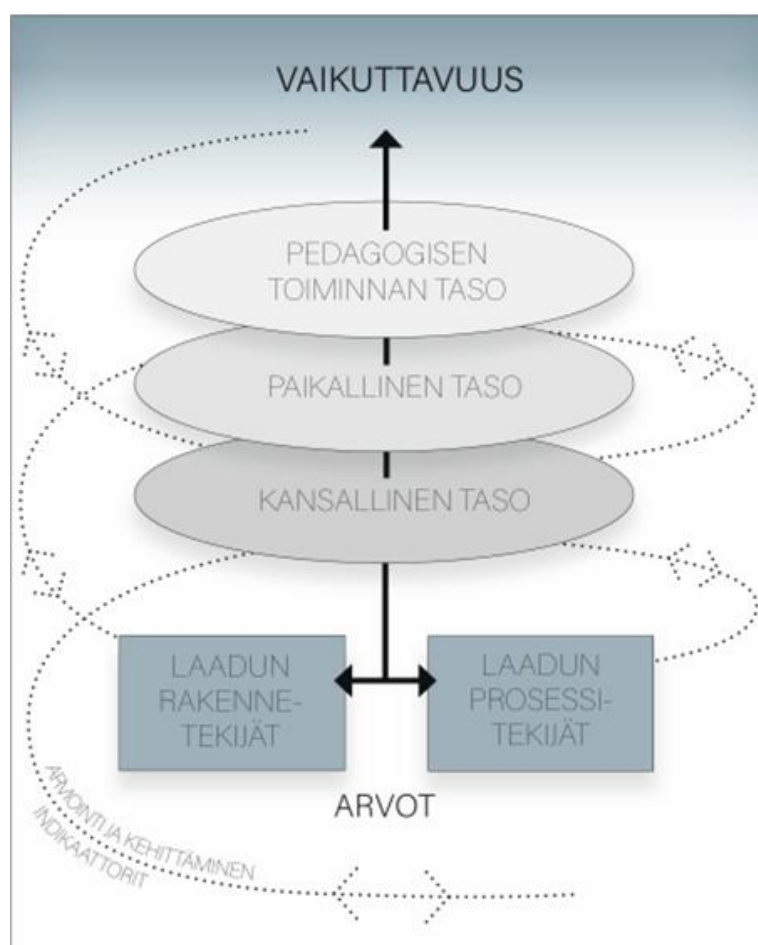 VAIKUTTAVUUS
PEDAGOGISEN
TOIMINNAN TASO
PAIKALLINEN TASO
KANSALLINEN TASO
LAADUN
RAKENNE-
TEKIJÄT
LAADUN
PROSESSI-
TEKIJÄT
ARVOT
ARVIOINTI JA KEHITTÄMINEN
INDIKAATTORIT